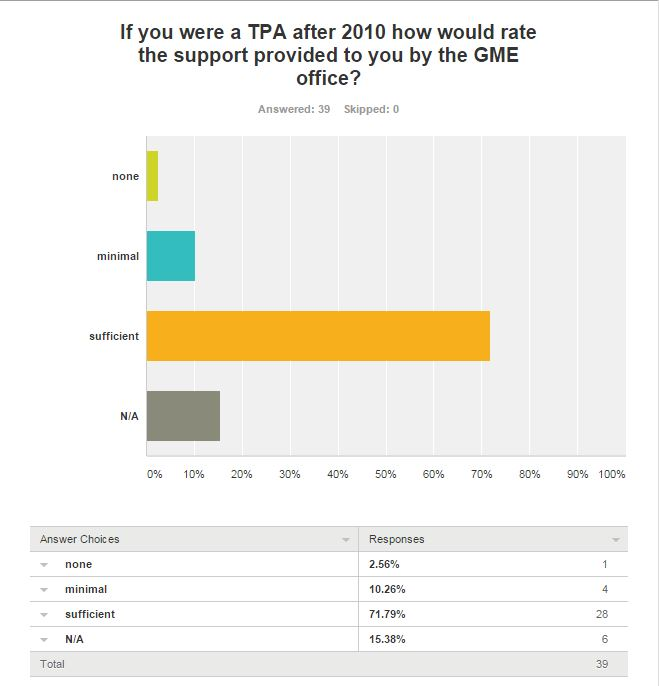 If you were a TPA after 2010 how would rate
the support provided to you by the GME
office?
Answered: 39 Skipped: 0
none
minimal
sufficient
N/A
0% 10% 20% 30% 40% 50% 60% 70% 80% 90% 100%
Answer Choices Responses
none 2.56% 1
minimal 10.26% 4
sufficient 71.79% 28
N/A 15.38% 6
Total 39